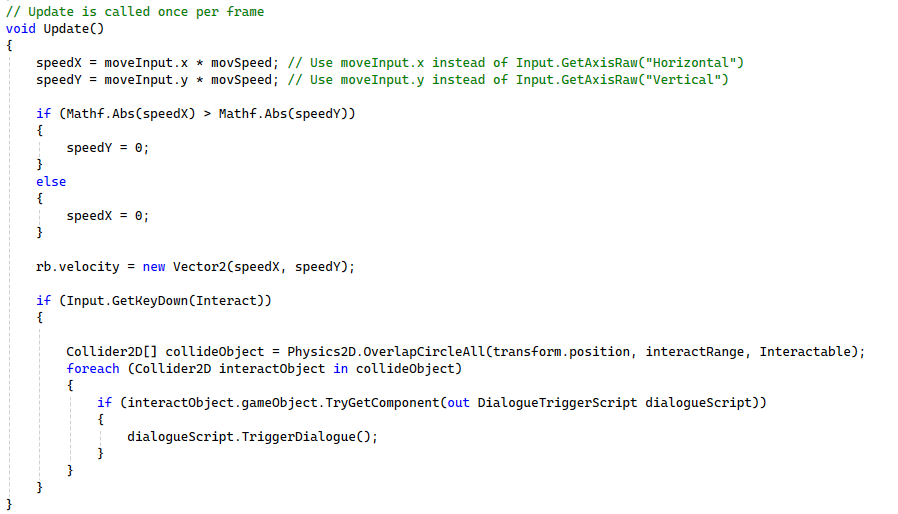 // Update is called once per frame
void Update()
{
    speedX = moveInput.x * movSpeed; // Use moveInput.x instead of Input.GetAxisRaw("Horizontal")
    speedY = moveInput.y * movSpeed; // Use moveInput.y instead of Input.GetAxisRaw("Vertical")

    if (Mathf.Abs(speedX) > Mathf.Abs(speedY))
    {
        speedY = 0;
    }
    else
    {
        speedX = 0;
    }

    rb.velocity = new Vector2(speedX, speedY);

    if (Input.GetKeyDown(Interact))
    {

        Collider2D[] collideObject = Physics2D.OverlapCircleAll(transform.position, interactRange, Interactable);
        foreach (Collider2D interactObject in collideObject)
        {
            if (interactObject.gameObject.TryGetComponent(out DialogueTriggerScript dialogueScript))
            {
                dialogueScript.TriggerDialogue();
            }
        }
    }
}